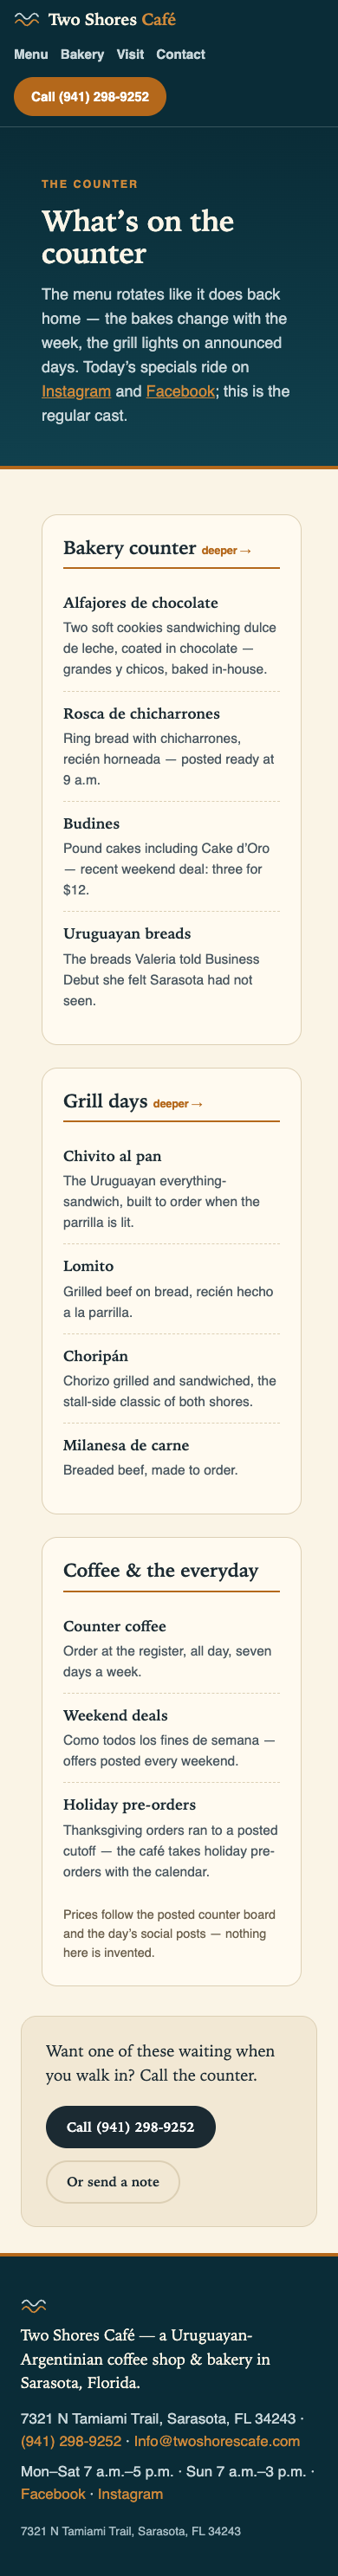 Two Shores Café
Menu Bakery Visit Contact
Call (941) 298-9252
THE COUNTER
What's on the
counter
The menu rotates like it does back
home — the bakes change with the
week, the grill lights on announced
days. Today's specials ride on
Instagram and Facebook; this is the
regular cast.
Bakery counter deeper →
Alfajores de chocolate
Two soft cookies sandwiching dulce
de leche, coated in chocolate —
grandes y chicos, baked in-house.
Rosca de chicharrones
Ring bread with chicharrones,
recién horneada — posted ready at
9 a.m.
Budines
Pound cakes including Cake d'Oro
— recent weekend deal: three for
$12.
Uruguayan breads
The breads Valeria told Business
Debut she felt Sarasota had not
seen.
Grill days deeper →
Chivito al pan
The Uruguayan everything-
sandwich, built to order when the
parrilla is lit.
Lomito
Grilled beef on bread, recién hecho
a la parrilla.
Choripán
Chorizo grilled and sandwiched, the
stall-side classic of both shores.
Milanesa de carne
Breaded beef, made to order.
Coffee & the everyday
Counter coffee
Order at the register, all day, seven
days a week.
Weekend deals
Como todos los fines de semana —
offers posted every weekend.
Holiday pre-orders
Thanksgiving orders ran to a posted
cutoff — the café takes holiday pre-
orders with the calendar.
Prices follow the posted counter board
and the day's social posts — nothing
here is invented.
Want one of these waiting when
you walk in? Call the counter.
Call (941) 298-9252
Or send a note
Two Shores Café — a Uruguayan-
Argentinian coffee shop & bakery in
Sarasota, Florida.
7321 N Tamiami Trail, Sarasota, FL 34243 ·
(941) 298-9252 · Info@twoshorescafe.com
Mon–Sat 7 a.m.–5 p.m. · Sun 7 a.m.–3 p.m. ·
Facebook · Instagram
7321 N Tamiami Trail, Sarasota, FL 34243